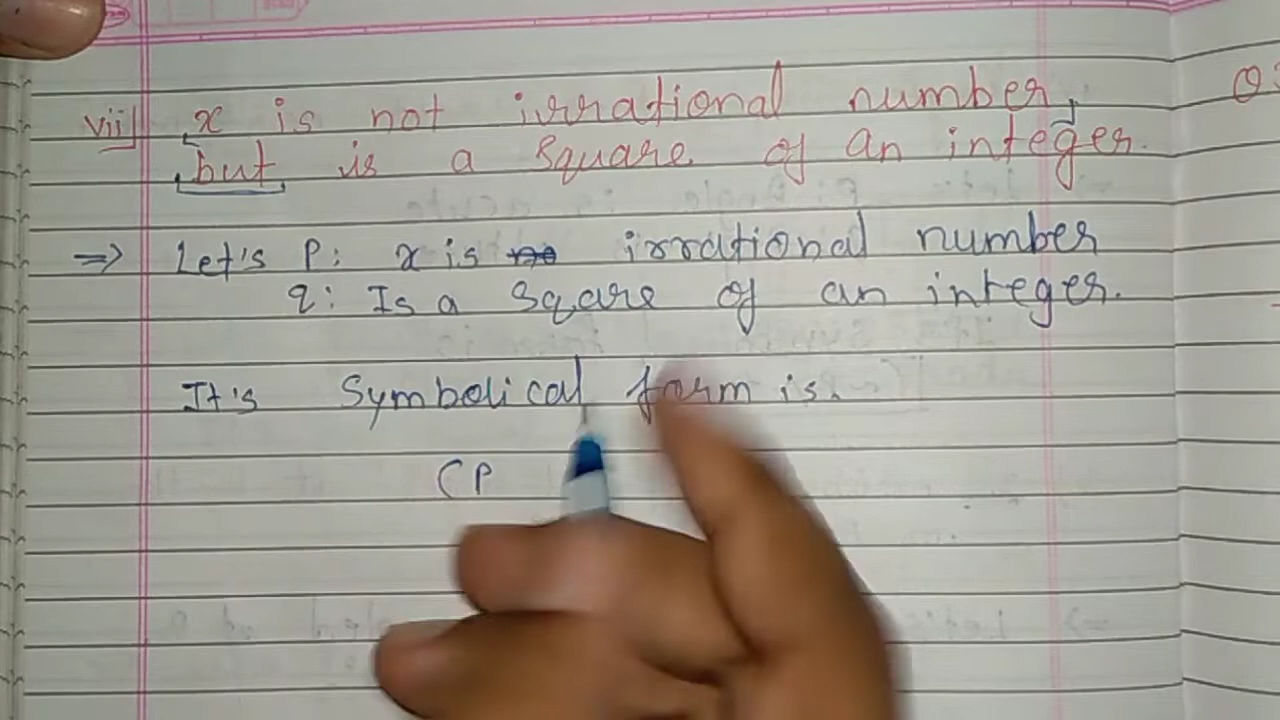 vii] x is not irrational number,
but is a square of an integer.
=> Let's P: x is irrational number
q: Is a Sqare of an integer.
It's Symbolical form is.
(P